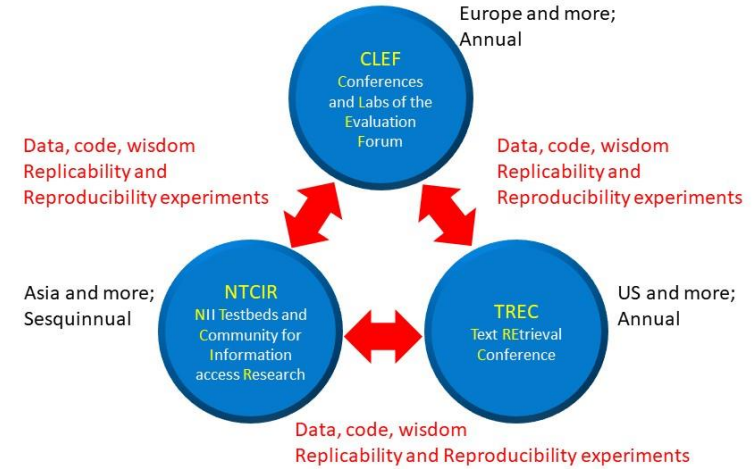 Europe and more;
Annual
CLEF
Conferences
and Labs of the
Evaluation
Forum
Data, code, wisdom
Replicability and
Reproducibility experiments
Data, code, wisdom
Replicability and
Reproducibility experiments
Asia and more;
Sesquinnual
NTCIR
NII Testbeds and
Community for
Information
access Research
TREC
Text REtrieval
Conference
US and more;
Annual
Data, code, wisdom
Replicability and Reproducibility experiments